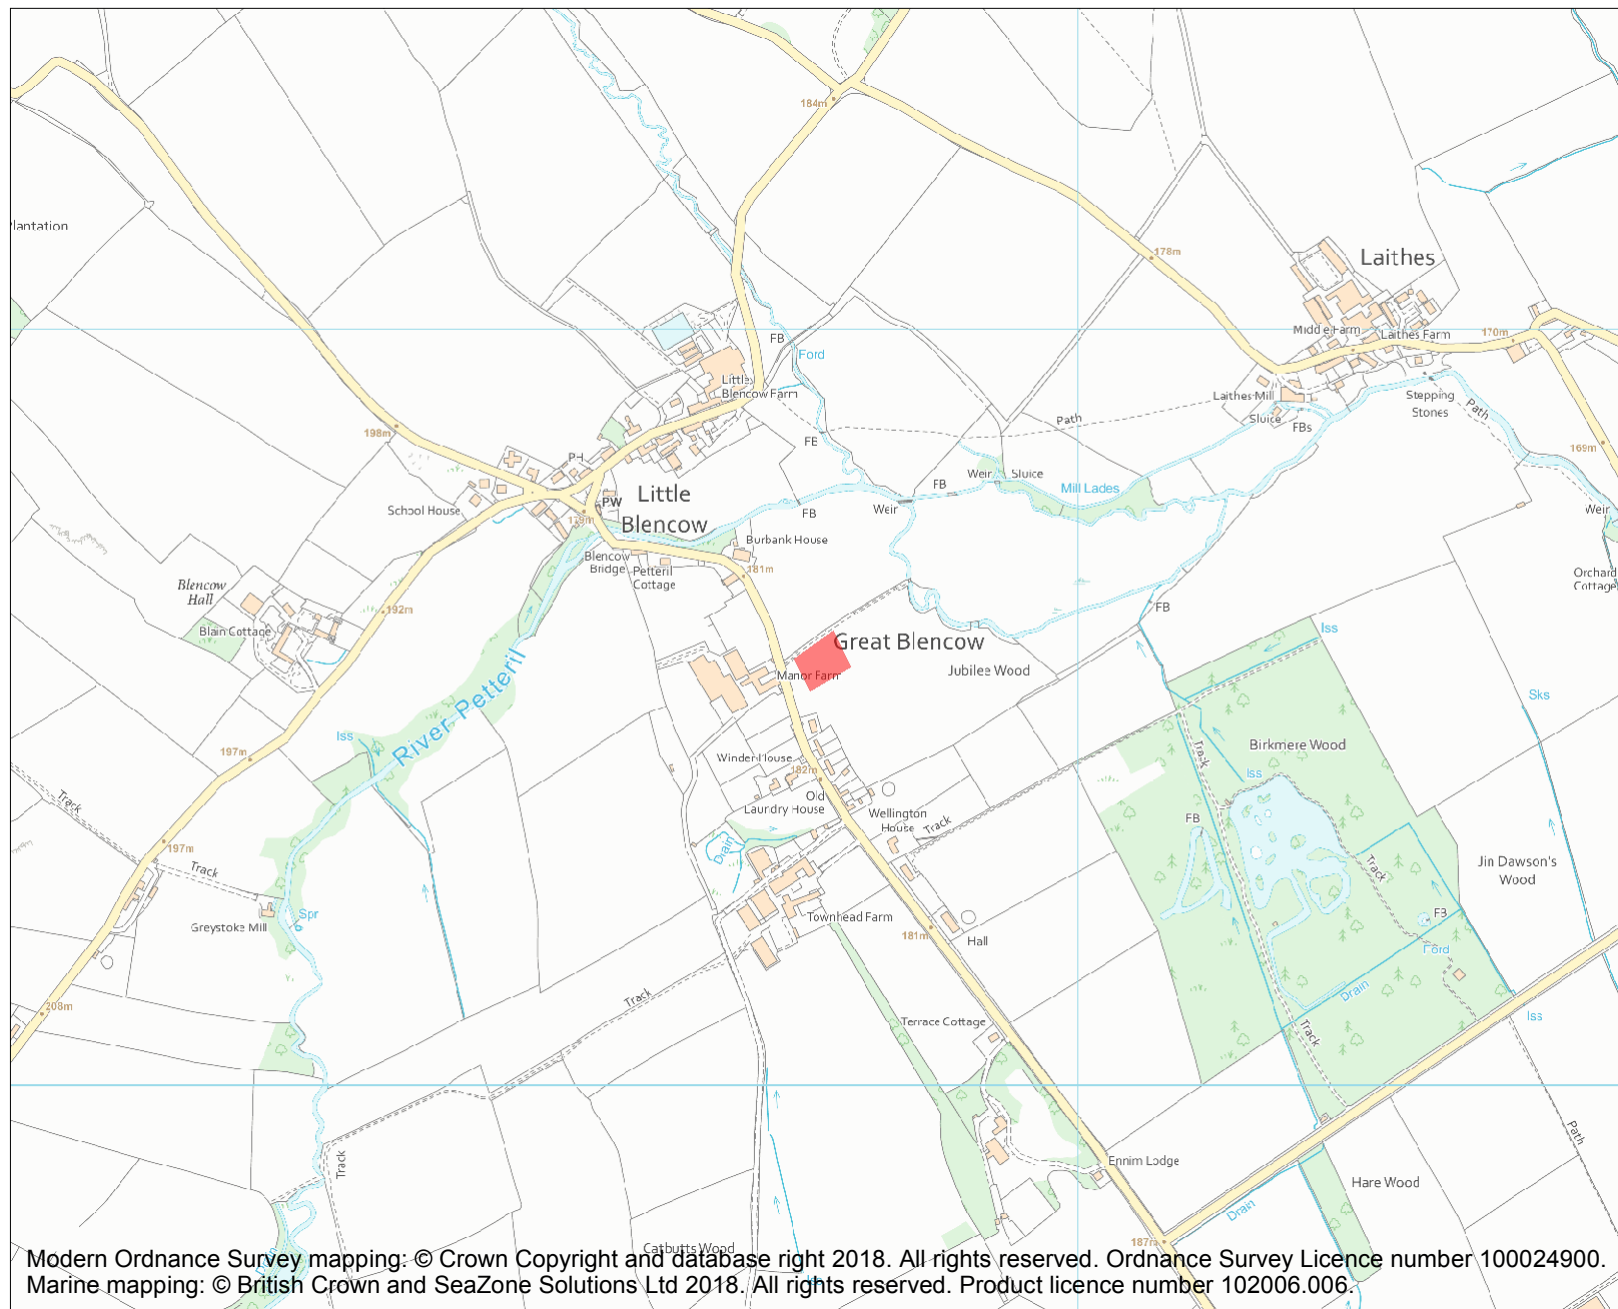 184m
Plantation
178m
Laithes
Middle Farm
Laithes Farm
170m
FB
Ford
Little
Blencow Farm
Laithes Mill
Sluice
FBs
Stepping
Stones
Path
Path
169m
198m
FB
PH
Weir
Sluice
FB
Mill Lades
Little
Blencow
PW
School House
179m
FB
Weir
Weir
Burbank House
Blencow
Bridge
Petteril
Cottage
181m
Orchard
Cottage
Blencow
Hall
192m
FB
Blain Cottage
Great Blencow
Iss
Manor Farm
Jubilee Wood
River Petteril
Sks
Iss
197m
Birkmere Wood
Track
Winder House
182m
Iss
Old
Laundry House
Wellington
House
Track
Track
FB
197m
Drain
Track
Track
Jin Dawson's
Wood
Greystoke Mill
Spr
Townhead Farm
181m
Hall
FB
Ford
Track
Drain
208m
Terrace Cottage
Track
Iss
Path
Track
Ennim Lodge
Hare Wood
Drain
187m
Catbutts Wood
Drain
Iss
Modern Ordnance Survey mapping: © Crown Copyright and database right 2018. All rights reserved. Ordnance Survey Licence number 100024900.
Marine mapping: © British Crown and SeaZone Solutions Ltd 2018. All rights reserved. Product licence number 102006.006.